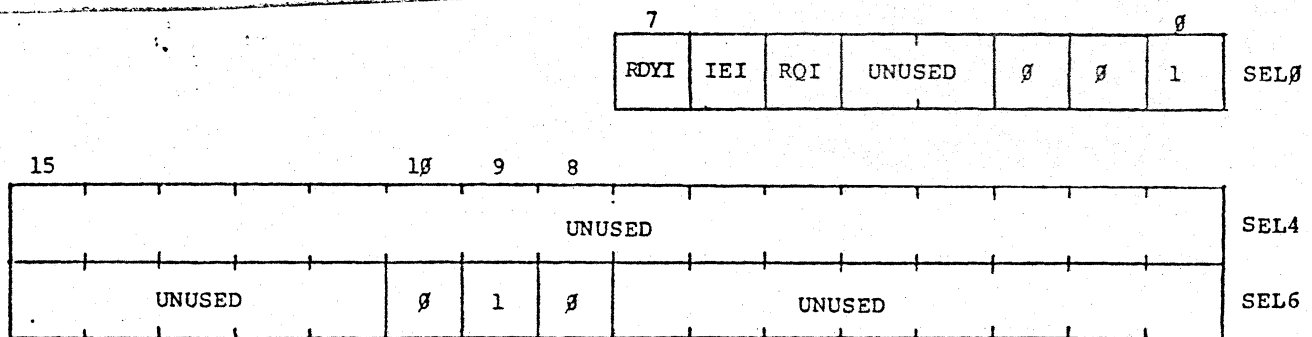 7 Ø
RDYI IEI RQI UNUSED Ø Ø 1 SELØ
15 1Ø 9 8
UNUSED SEL4
UNUSED Ø 1 Ø UNUSED SEL6